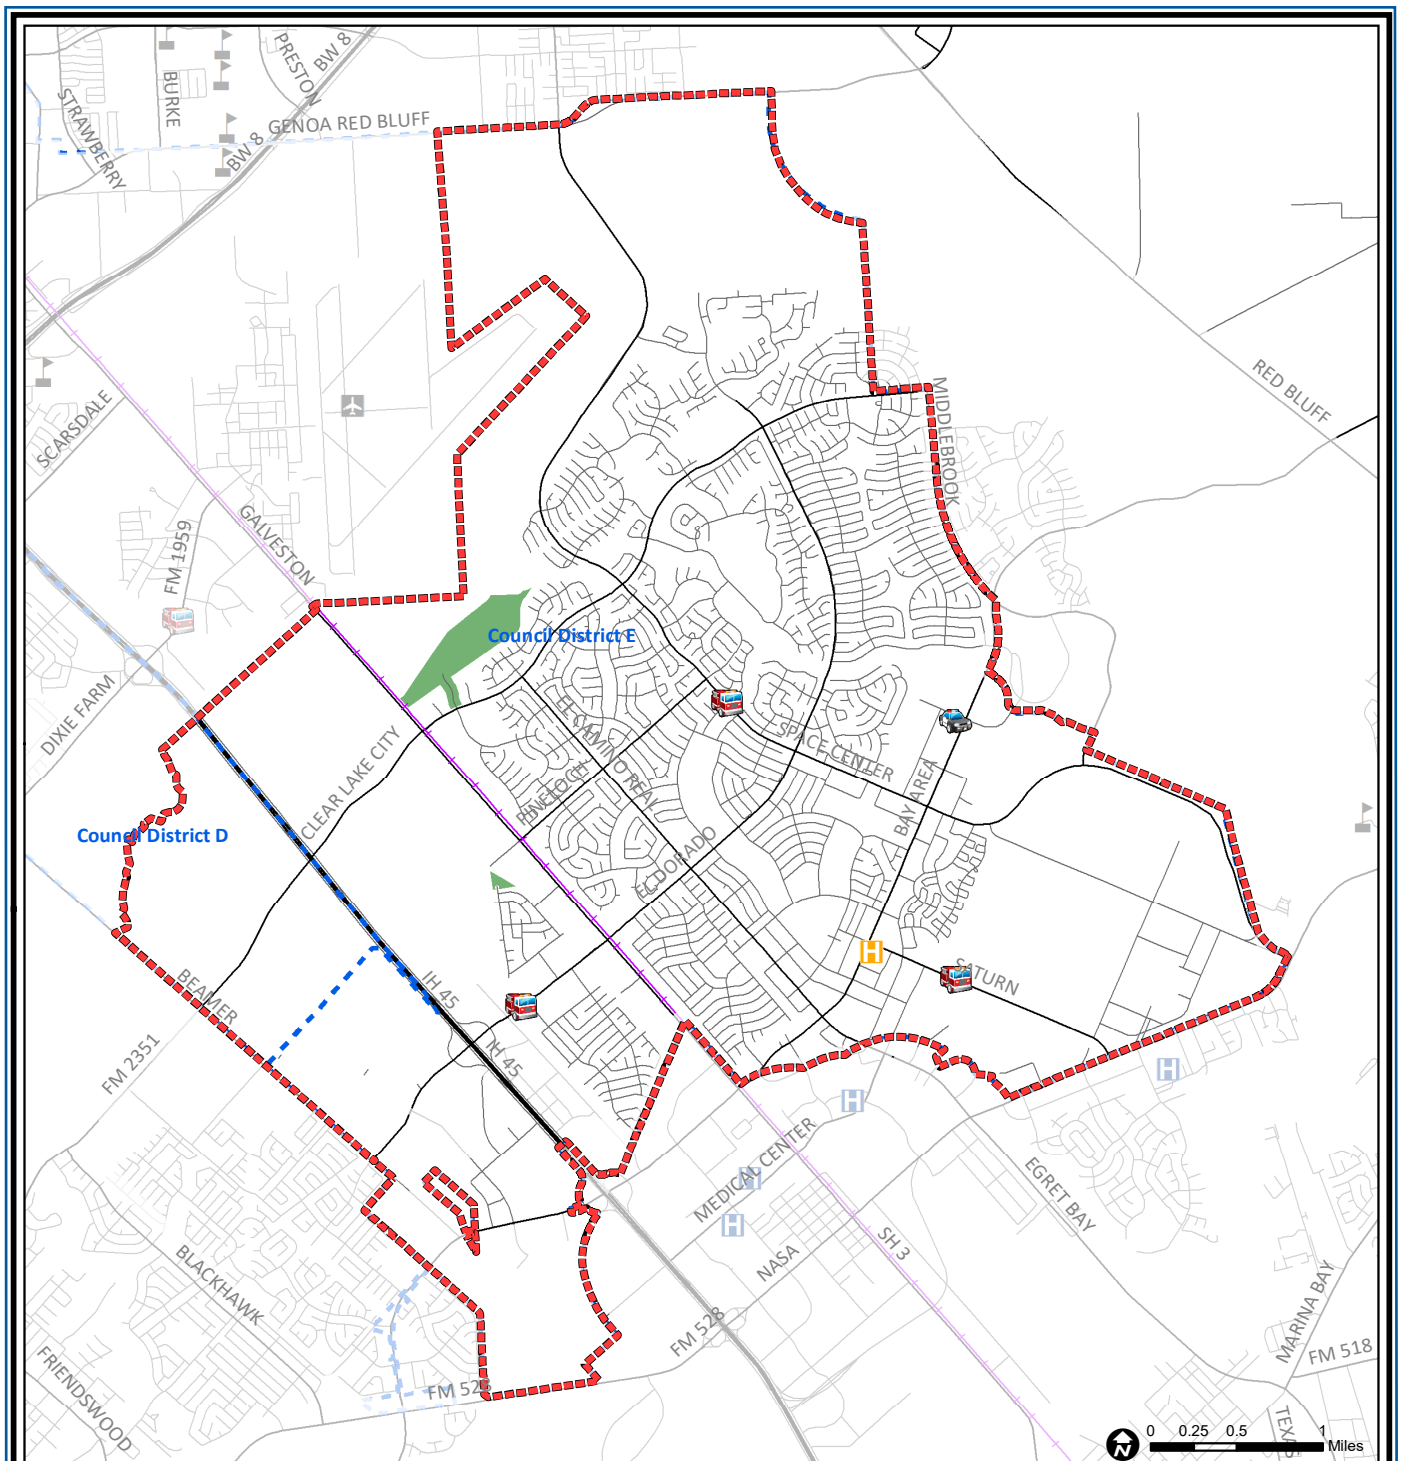 PRESTON
BW 8
BURKE
STRAWBERRY
GENOA RED BLUFF
BW 8
RED BLUFF
MIDDLEBROOK
SCARSDALE
GALVESTON
FM 1959
Council District E
DIXIE FARM
EL CAMINO REAL
SPACE CENTER
CLEAR LAKE CITY
PINELOCH
BAY AREA
Council District D
EL DORADO
BEAMER
IH 45
SATURN
IH 45
FM 2351
MEDICAL CENTER
EGRET BAY
SH 3
NASA
BLACKHAWK
MARINA BAY
FM 528
FM 518
FRIENDSWOOD
FM 528
H
H
H
H
H
N
0 0.25 0.5 1
Miles